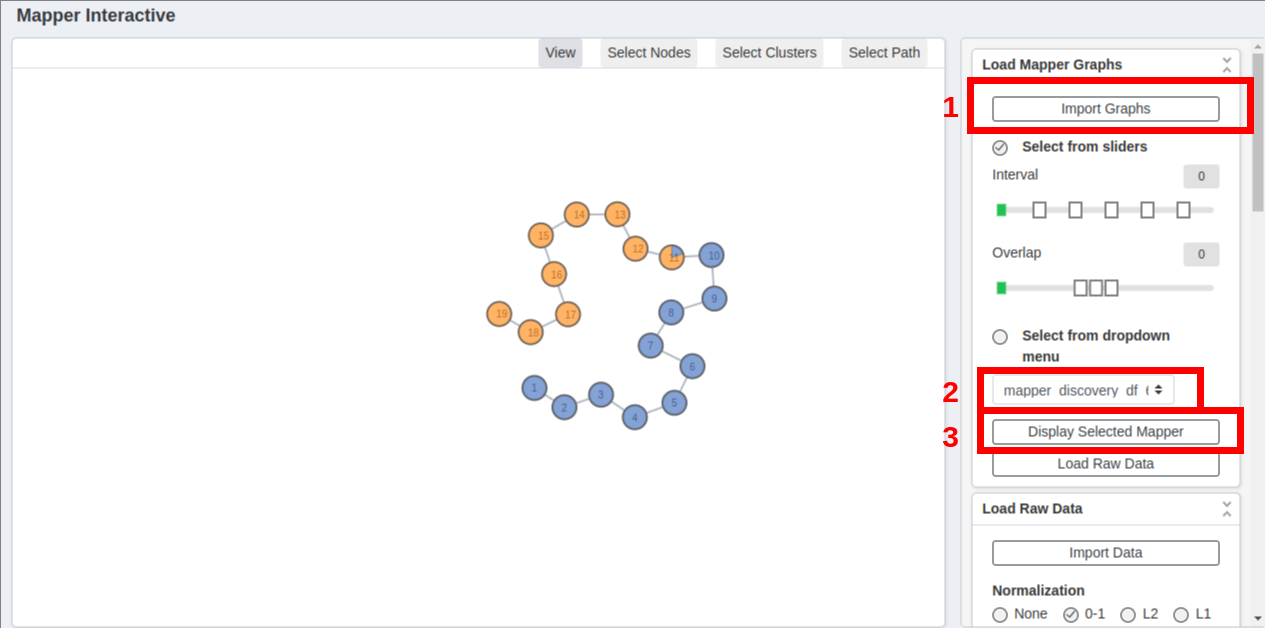 Mapper Interactive
View Select Nodes Select Clusters Select Path
Load Mapper Graphs
1 Import Graphs
Select from sliders
Interval 0
Overlap 0
Select from dropdown
menu
2 mapper_discovery_df_
3 Display Selected Mapper
Load Raw Data
Load Raw Data
Import Data
Normalization
None 0-1 L2 L1
14 13
15
12 11 10
16
9
19 17 8
18
7
6
1
2 3 5
4